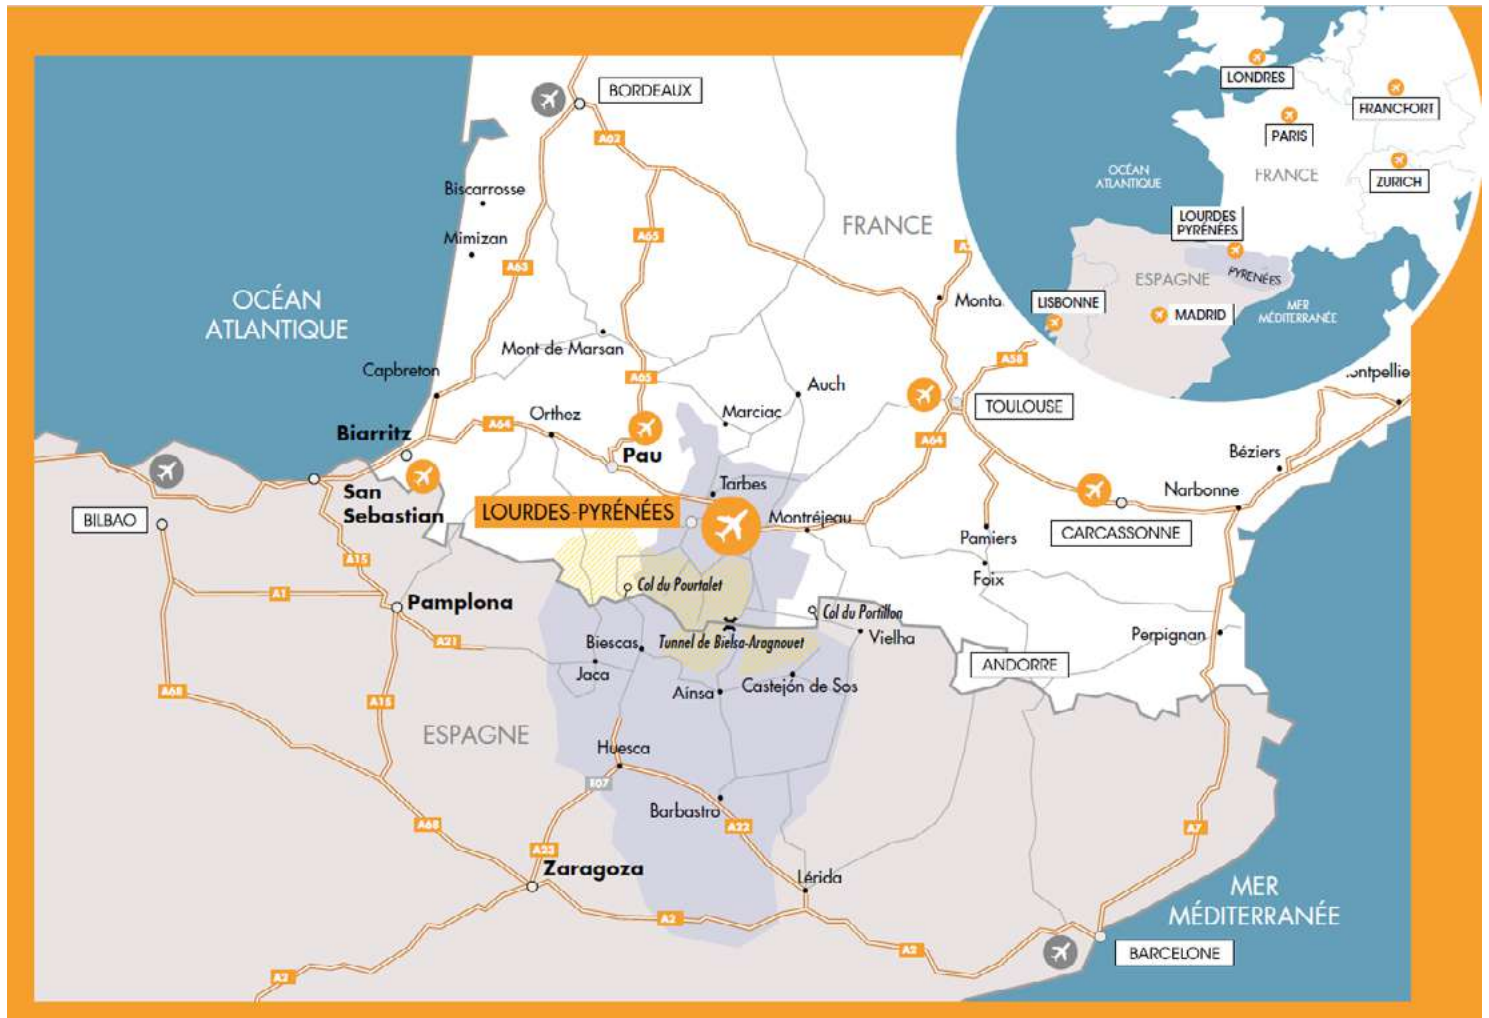 LONDRES
FRANCFORT
PARIS
OCÉAN
ATLANTIQUE
FRANCE
ZURICH
LOURDES
PYRÉNÉES
ESPAGNE
PYRENÉES
LISBONNE
MADRID
MER
MÉDITERRANÉE
BORDEAUX
A62
Biscarrosse
FRANCE
Mimizan
A65
A63
OCÉAN
ATLANTIQUE
Monta.
Mont de Marsan
A58
Capbreton
A65
Auch
ontpellie
Orthez
Marciac
TOULOUSE
A64
Biarritz
A64
Pau
Béziers
Tarbes
San
Sebastian
Narbonne
LOURDES-PYRÉNÉES
Montréjeau
BILBAO
Pamiers
CARCASSONNE
A15
Foix
Col du Pourtalet
A1
Pamplona
Col du Portillon
A21
Biescas
Tunnel de Bielsa-Aragnouet
Vielha
Perpignan
ANDORRE
Jaca
A68
Aínsa
Castejón de Sos
A15
ESPAGNE
Huesca
E07
Barbastro
A68
A22
A7
A23
Zaragoza
Lérida
MER
MÉDITERRANÉE
A2
A2
BARCELONE
A2